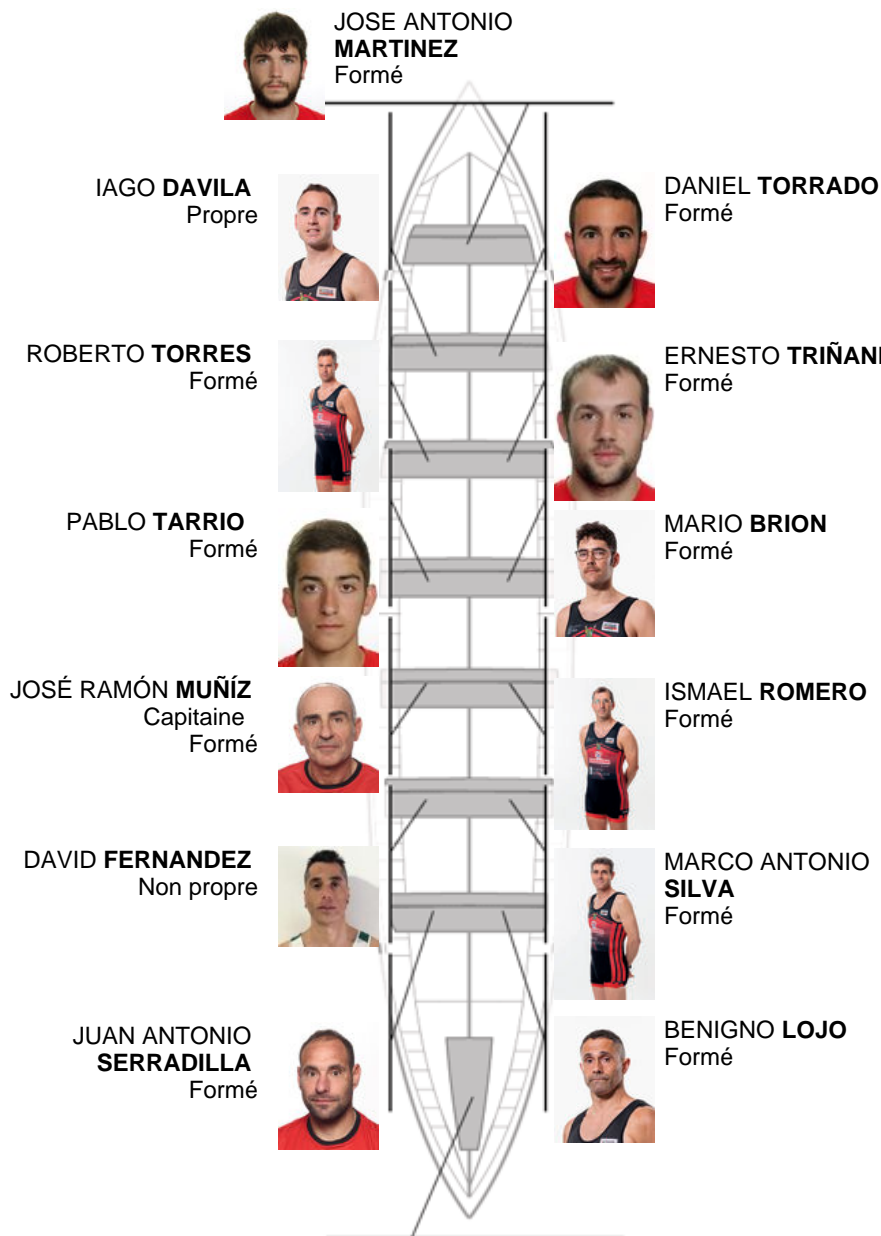 JOSE ANTONIO
MARTINEZ
Formé
IAGO DAVILA
Propre
DANIEL TORRADO
Formé
ROBERTO TORRES
Formé
ERNESTO
Formé
PABLO TARRIO
Formé
MARIO BRION
Formé
JOSÉ RAMÓN MUÑÍZ
Capitaine
Formé
ISMAEL ROMERO
Formé
DAVID FERNANDEZ
Non propre
MARCO ANTONIO
SILVA
Formé
JUAN ANTONIO
SERRADILLA
Formé
BENIGNO LOJO
Formé